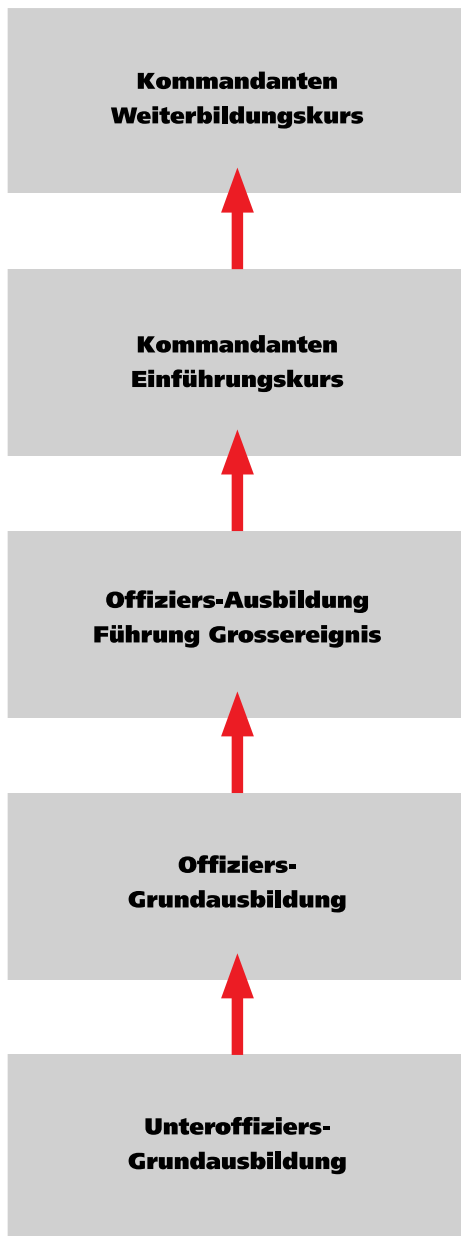 Kommandanten
Weiterbildungskurs
Kommandanten
Einführungskurs
Offiziers-Ausbildung
Führung Grossereignis
Offiziers-
Grundausbildung
Unteroffiziers-
Grundausbildung